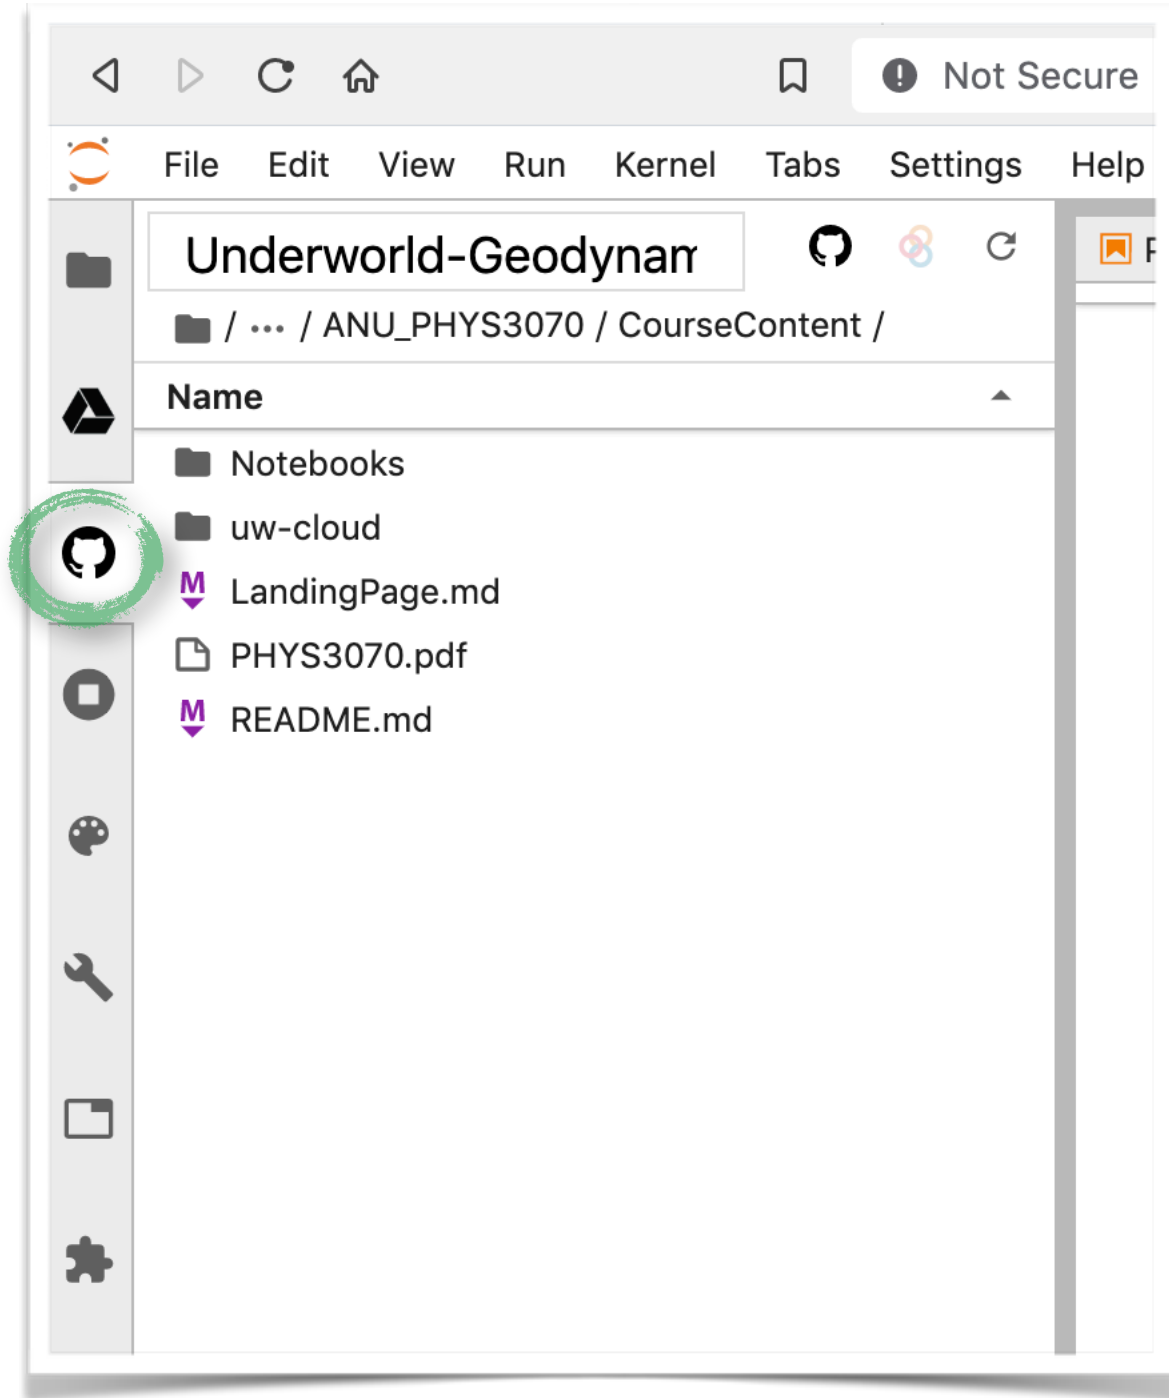 Not Secure
File Edit View Run Kernel Tabs Settings Help
Underworld-Geodynam
/ ··· / ANU_PHYS3070 / CourseContent /
Name
Notebooks
uw-cloud
M LandingPage.md
PHYS3070.pdf
M README.md